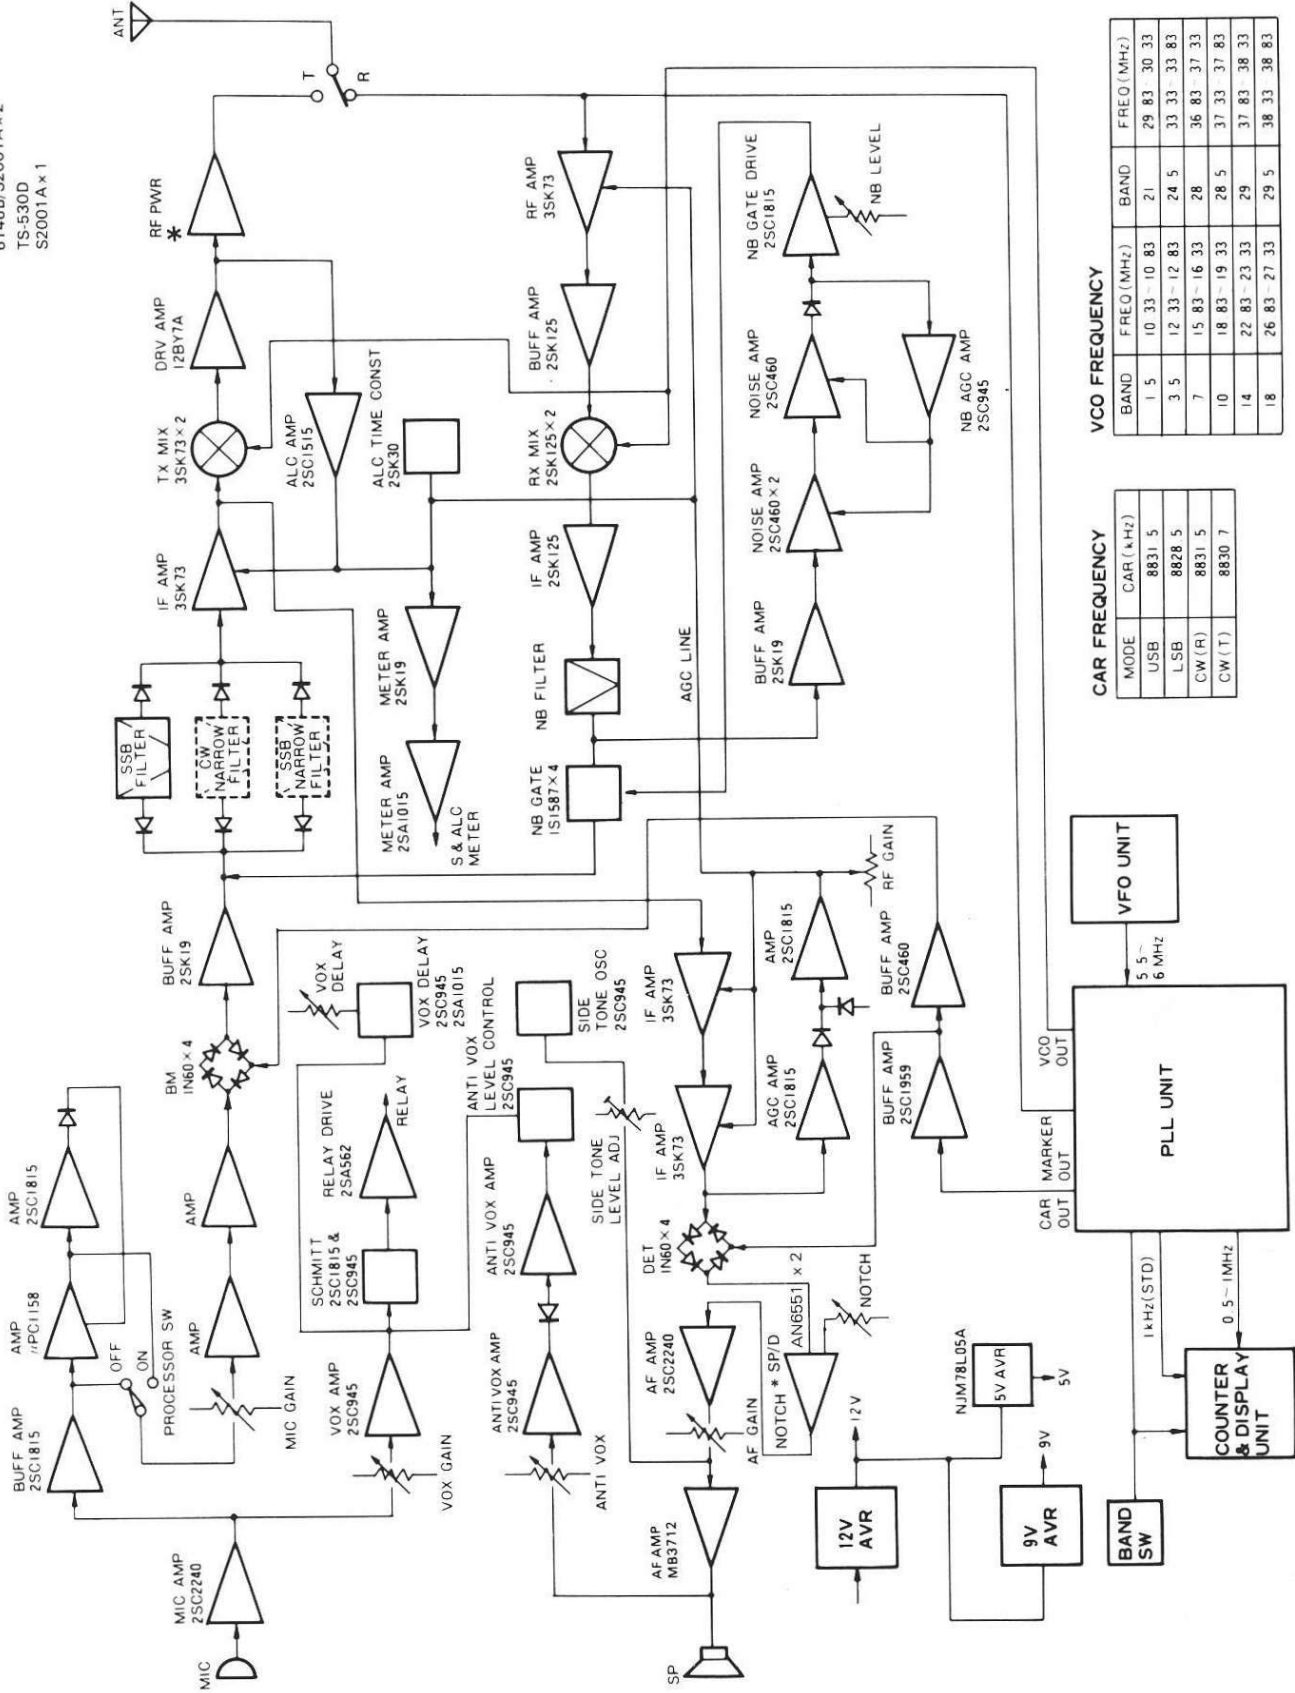 S2001A × 1
TS-530D
ANT
T
R
RF PWR
*
DRV AMP
12BY7A
TX MIX
3SK73 × 2
IF AMP
3SK73
SSB
FILTER
CW
NARROW
FILTER
SSB
NARROW
FILTER
BUFF AMP
2SK19
BM
IN60 × 4
AMP
AMP
MIC GAIN
AMP
2SC1815
AMP
μPC1158
OFF
ON
PROCESSOR SW
BUFF AMP
2SC1815
MIC AMP
2SC2240
MIC
ALC AMP
2SC1515
ALC TIME CONST
2SK30
METER AMP
2SK19
METER AMP
2SA1015
S & ALC
METER
VOX DELAY
VOX DELAY
2SC945
2SA1015
RELAY DRIVE
2SA562
RELAY
SCHMITT
2SC1815 &
2SC945
VOX AMP
2SC945
VOX GAIN
ANTI VOX
LEVEL CONTROL
2SC945
ANTI VOX AMP
2SC945
ANTI VOX AMP
2SC945
ANTI VOX
SIDE
TONE OSC
2SC945
SIDE TONE
LEVEL ADJ
RF AMP
3SK73
BUFF AMP
2SK125
RX MIX
2SK125 × 2
IF AMP
2SK125
NB FILTER
NB GATE
IS1587 × 4
AGC LINE
IF AMP
3SK73
IF AMP
3SK73
DET
IN60 × 4
AF AMP
2SC2240
AF GAIN
NOTCH * SP/D
AN6551 × 2
NOTCH
AF AMP
MB3712
SP
NB GATE DRIVE
2SC1815
NB LEVEL
NOISE AMP
2SC460
NB AGC AMP
2SC945
NOISE AMP
2SC460 × 2
BUFF AMP
2SK19
RF GAIN
AMP
2SC1815
AGC AMP
2SC1815
BUFF AMP
2SC460
BUFF AMP
2SC1959
12V
AVR
12V
NJM78L05A
5V AVR
5V
9V
AVR
9V
VFO UNIT
5.5~
6MHz
PLL UNIT
VCO
OUT
MARKER
OUT
CAR
OUT
1kHz(STD)
0.5~1MHz
COUNTER
& DISPLAY
UNIT
BAND
SW
CAR FREQUENCY
MODE CAR(kHz)
USB 8831 5
LSB 8828 5
CW(R) 8831 5
CW(T) 8830 7
VCO FREQUENCY
BAND FREQ(MHz) BAND FREQ(MHz)
1 5 10 33 ~ 10 83 21 29 83 ~ 30 33
3 5 12 33 ~ 12 83 24 5 33 33 ~ 33 83
7 15 83 ~ 16 33 28 36 83 ~ 37 33
10 18 83 ~ 19 33 28 5 37 33 ~ 37 83
14 22 83 ~ 23 33 29 37 83 ~ 38 33
18 26 83 ~ 27 33 29 5 38 33 ~ 38 83